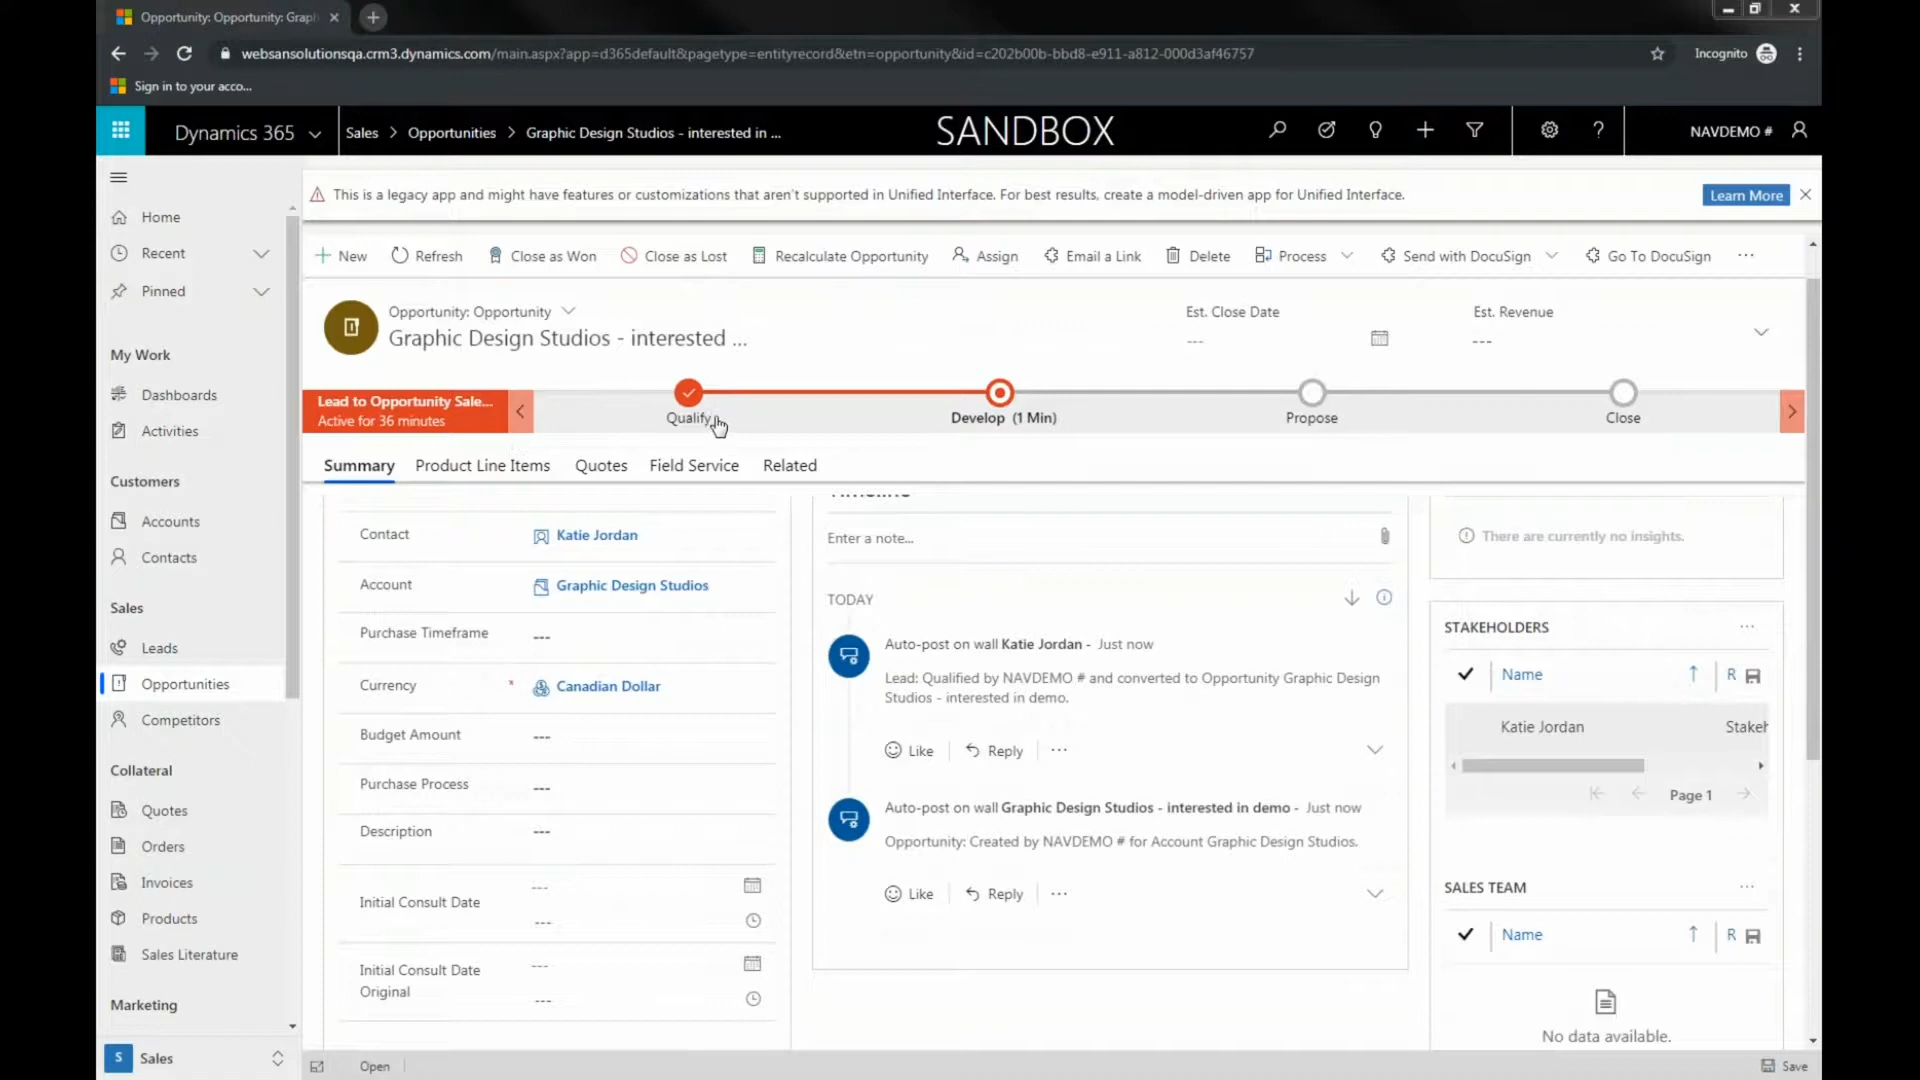 Opportunity: Opportunity: Graph
Sign in to your acco...
websansolutionsqa.crm3.dynamics.com/main.aspx?app=d365default&pagetype=entityrecord&etn=opportunity&id=c202b00b-bbd8-e911-a812-000d3af46757
Incognito
Dynamics 365
Sales > Opportunities > Graphic Design Studios - interested in ...
SANDBOX
NAVDEMO #
This is a legacy app and might have features or customizations that aren't supported in Unified Interface. For best results, create a model-driven app for Unified Interface.
Learn More
Home
Recent
Pinned
My Work
Dashboards
Activities
Customers
Accounts
Contacts
Sales
Leads
Opportunities
Competitors
Collateral
Quotes
Orders
Invoices
Products
Sales Literature
Marketing
S Sales
New Refresh Close as Won Close as Lost Recalculate Opportunity Assign Email a Link Delete Process Send with DocuSign Go To DocuSign ...
Opportunity: Opportunity
Graphic Design Studios - interested ...
Est. Close Date
---
Est. Revenue
---
Lead to Opportunity Sale...
Active for 36 minutes
Qualify
Develop (1 Min)
Propose
Close
Summary Product Line Items Quotes Field Service Related
Contact Katie Jordan
Account Graphic Design Studios
Purchase Timeframe ---
Currency * Canadian Dollar
Budget Amount ---
Purchase Process ---
Description ---
Initial Consult Date ---
---
Initial Consult Date Original ---
---
Timeline
Enter a note...
TODAY
Auto-post on wall Katie Jordan - Just now
Lead: Qualified by NAVDEMO # and converted to Opportunity Graphic Design
Studios - interested in demo.
Like Reply ...
Auto-post on wall Graphic Design Studios - interested in demo - Just now
Opportunity: Created by NAVDEMO # for Account Graphic Design Studios.
Like Reply ...
There are currently no insights.
STAKEHOLDERS ...
Name R
Katie Jordan Stakeh
Page 1
SALES TEAM ...
Name R
No data available.
Open
Save